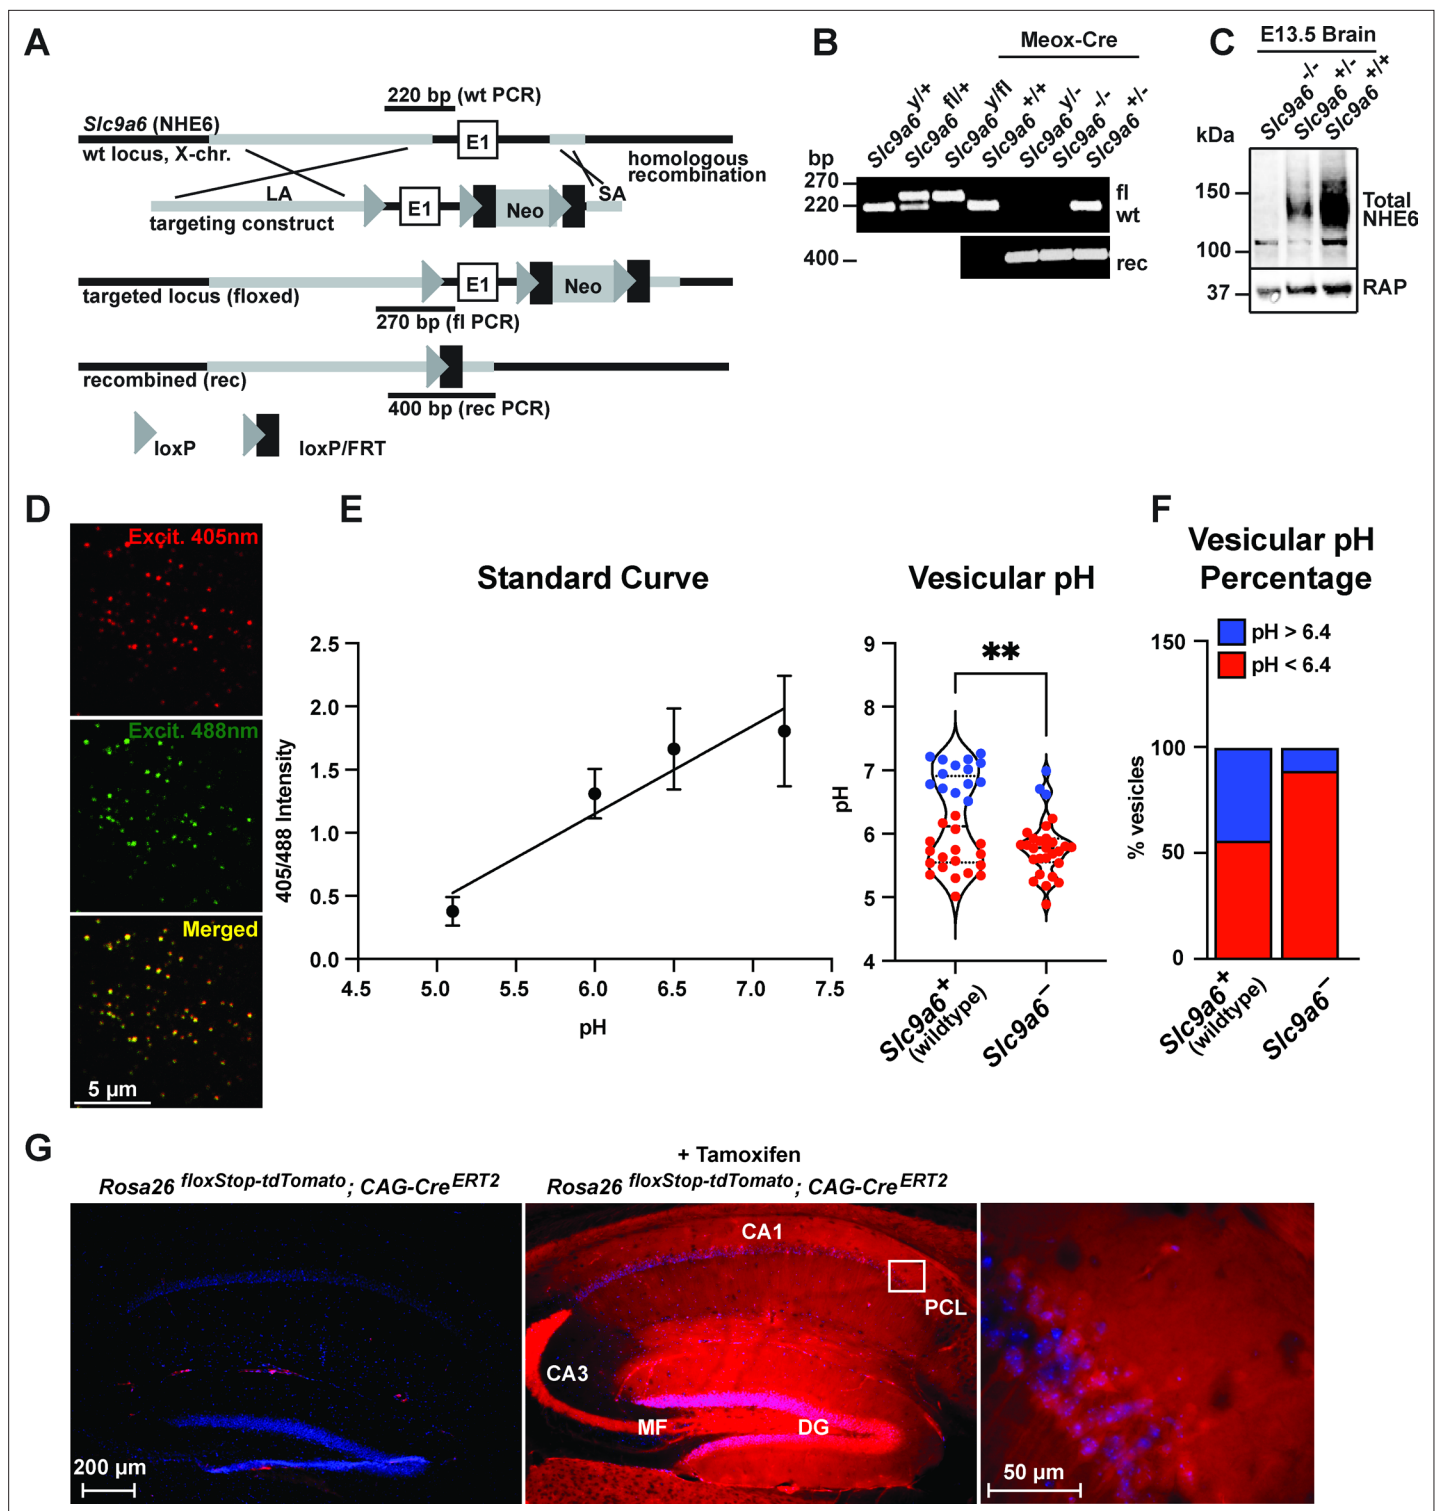 A
220 bp (wt PCR)
Slc9a6 (NHE6)
E1
wt locus, X-chr.
homologous
recombination
LA
SA
E1
Neo
targeting construct
E1
Neo
targeted locus (floxed)
270 bp (fl PCR)
recombined (rec)
400 bp (rec PCR)
loxP
loxP/FRT
B
Meox-Cre
Slc9a6 y/+
Slc9a6 fl/+
Slc9a6 y/fl
Slc9a6 +/+
Slc9a6 y/-
Slc9a6 -/-
Slc9a6 +/-
bp
270
220
400
fl
wt
rec
C
E13.5 Brain
Slc9a6 -/-
Slc9a6 +/-
Slc9a6 +/+
kDa
150
100
37
Total
NHE6
RAP
D
Excit. 405nm
Excit. 488nm
Merged
5 µm
E
Standard Curve
405/488 Intensity
2.5
2.0
1.5
1.0
0.5
0.0
4.5 5.0 5.5 6.0 6.5 7.0 7.5
pH
Vesicular pH
**
pH
9
8
7
6
5
4
Slc9a6+
(wildtype)
Slc9a6−
F
Vesicular pH
Percentage
pH > 6.4
pH < 6.4
% vesicles
150
100
50
0
Slc9a6+
(wildtype)
Slc9a6−
G
Rosa26 floxStop-tdTomato; CAG-CreERT2
+ Tamoxifen
Rosa26 floxStop-tdTomato; CAG-CreERT2
200 µm
CA1
PCL
CA3
MF
DG
50 µm